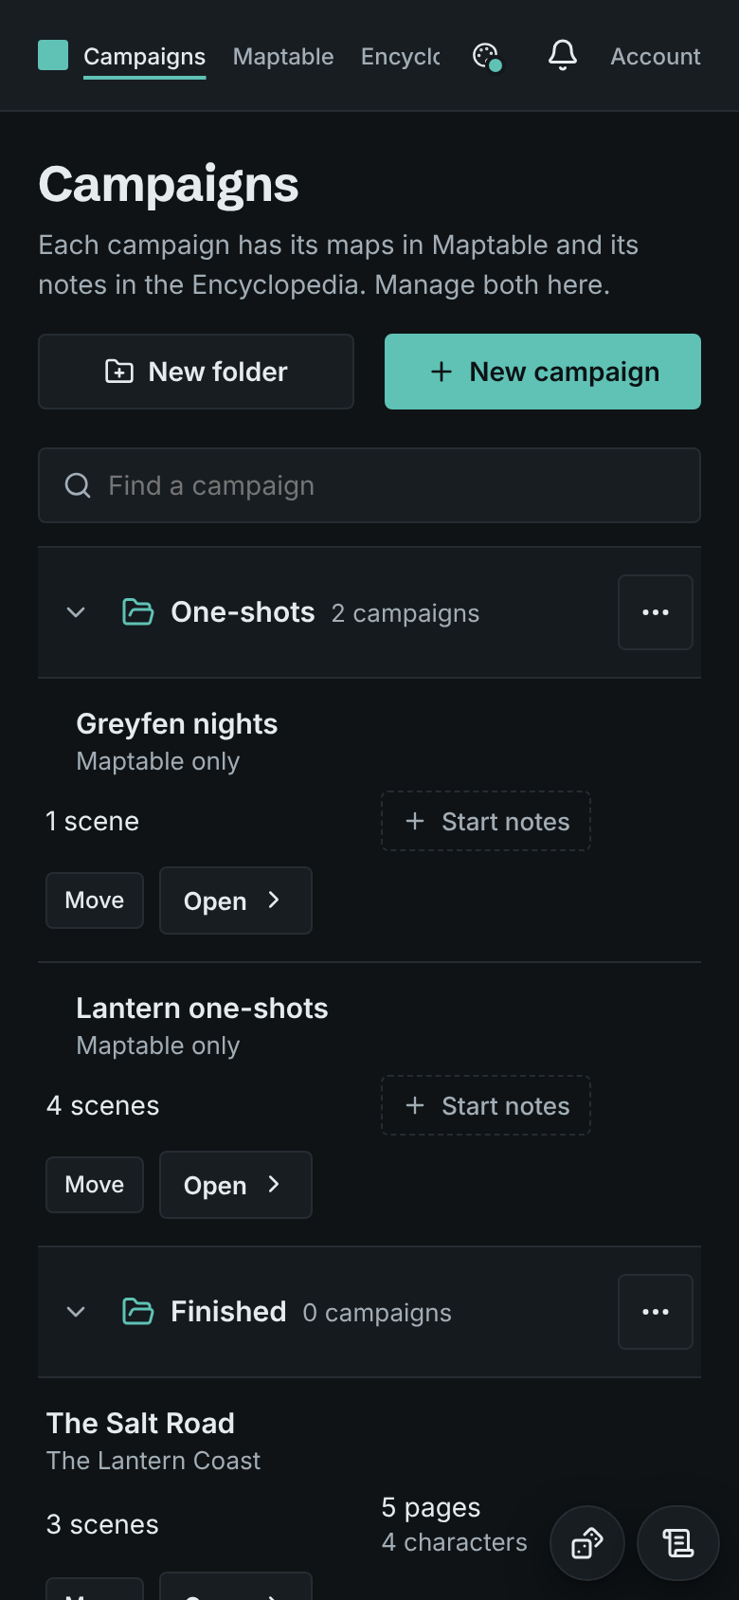 Campaigns Maptable Encyclo Account
Campaigns
Each campaign has its maps in Maptable and its
notes in the Encyclopedia. Manage both here.
New folder
New campaign
Find a campaign
One-shots 2 campaigns
Greyfen nights
Maptable only
1 scene
Start notes
Move
Open
Lantern one-shots
Maptable only
4 scenes
Start notes
Move
Open
Finished 0 campaigns
The Salt Road
The Lantern Coast
3 scenes
5 pages
4 characters